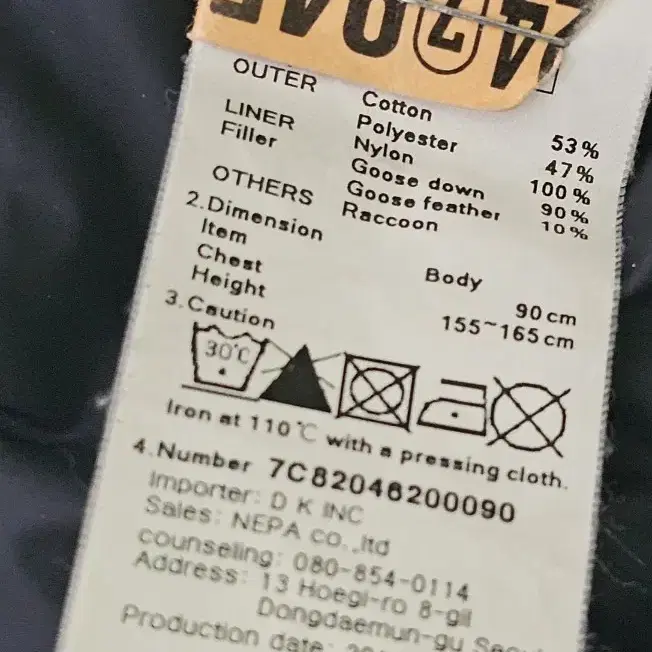 OUTER Cotton 53%
Polyester 47%
LINER Nylon 100%
Filler Goose down 90%
Goose feather 10%
OTHERS Raccoon
2.Dimension
Item Body
Chest 90cm
Height 155~165cm
3.Caution
30℃
Iron at 110℃ with a pressing cloth.
4.Number 7C82046200090
Importer: D K INC
Sales: NEPA co.,ltd
counseling: 080-854-0114
Address: 13 Hoegi-ro 8-gil
Dongdaemun-gu
Production date: